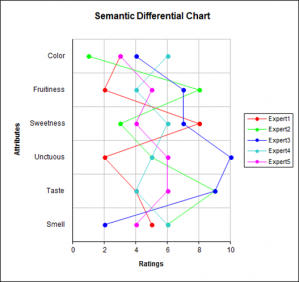 Semantic Differential Chart
Color
Fruitiness
Sweetness
Unctuous
Taste
Smell
Attributes
0 2 4 6 8 10
Ratings
Expert1
Expert2
Expert3
Expert4
Expert5